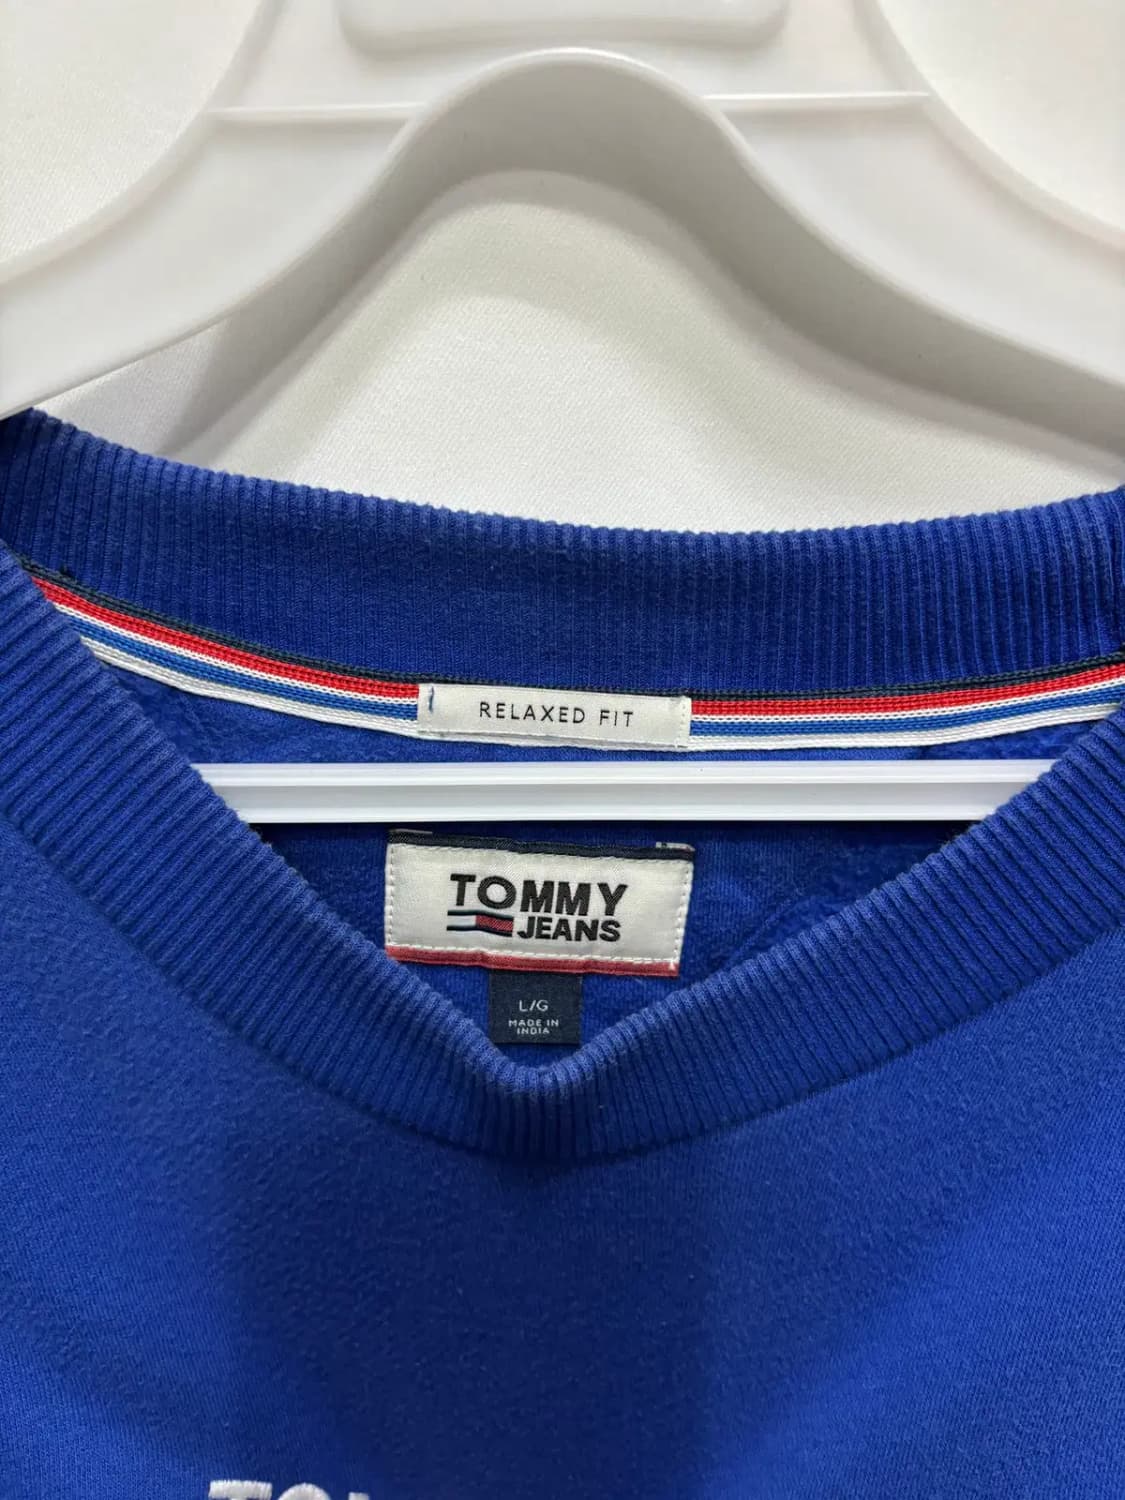 RELAXED FIT
TOMMY
JEANS
L/G
MADE IN
INDIA